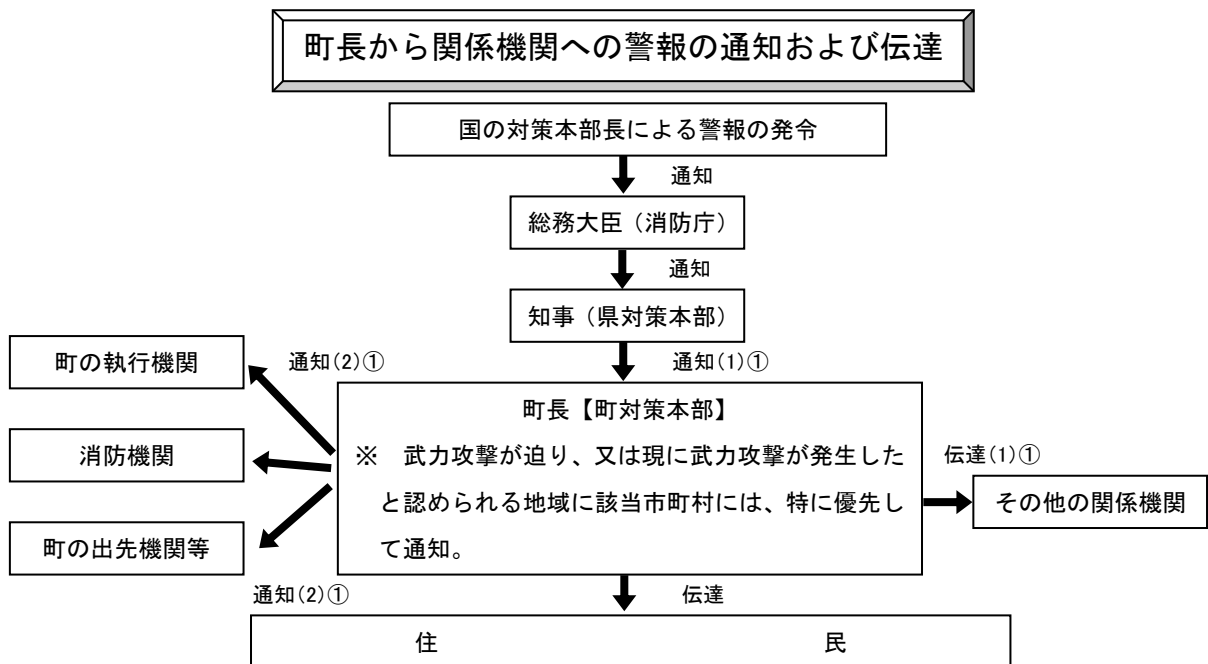 町長から関係機関への警報の通知および伝達
国の対策本部長による警報の発令
通知
総務大臣（消防庁）
通知
知事（県対策本部）
町の執行機関
通知(2)①
通知(1)①
町長【町対策本部】
※　武力攻撃が迫り、又は現に武力攻撃が発生した
と認められる地域に該当市町村には、特に優先し
て通知。
消防機関
伝達(1)①
その他の関係機関
町の出先機関等
通知(2)①
伝達
住　　民